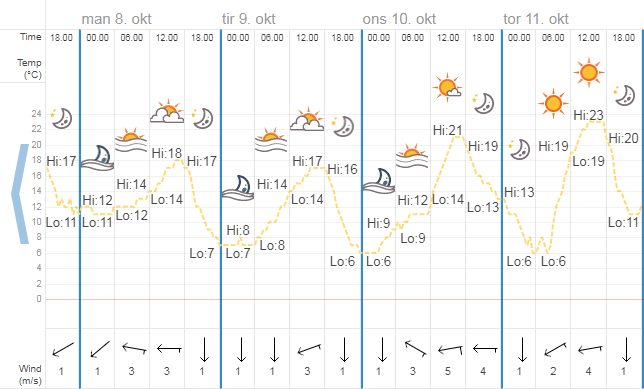 man 8. okt tir 9. okt ons 10. okt tor 11. okt
Time 18.00 00.00 06.00 12.00 18.00 00.00 06.00 12.00 18.00 00.00 06.00 12.00 18.00 00.00 06.00 12.00 18.00
Temp
(°C)
24
22
20
18
16
14
12
10
8
6
4
2
0
Hi:17 Hi:12 Hi:14 Hi:18 Hi:17 Hi:8 Hi:14 Hi:17 Hi:16 Hi:9 Hi:12 Hi:21 Hi:19 Hi:13 Hi:19 Hi:23 Hi:20
Lo:11 Lo:11 Lo:12 Lo:14 Lo:7 Lo:7 Lo:8 Lo:14 Lo:6 Lo:6 Lo:9 Lo:14 Lo:13 Lo:6 Lo:6 Lo:19 Lo:11
Wind
(m/s)
1 1 3 3 1 1 1 3 1 1 3 5 4 1 2 4 1